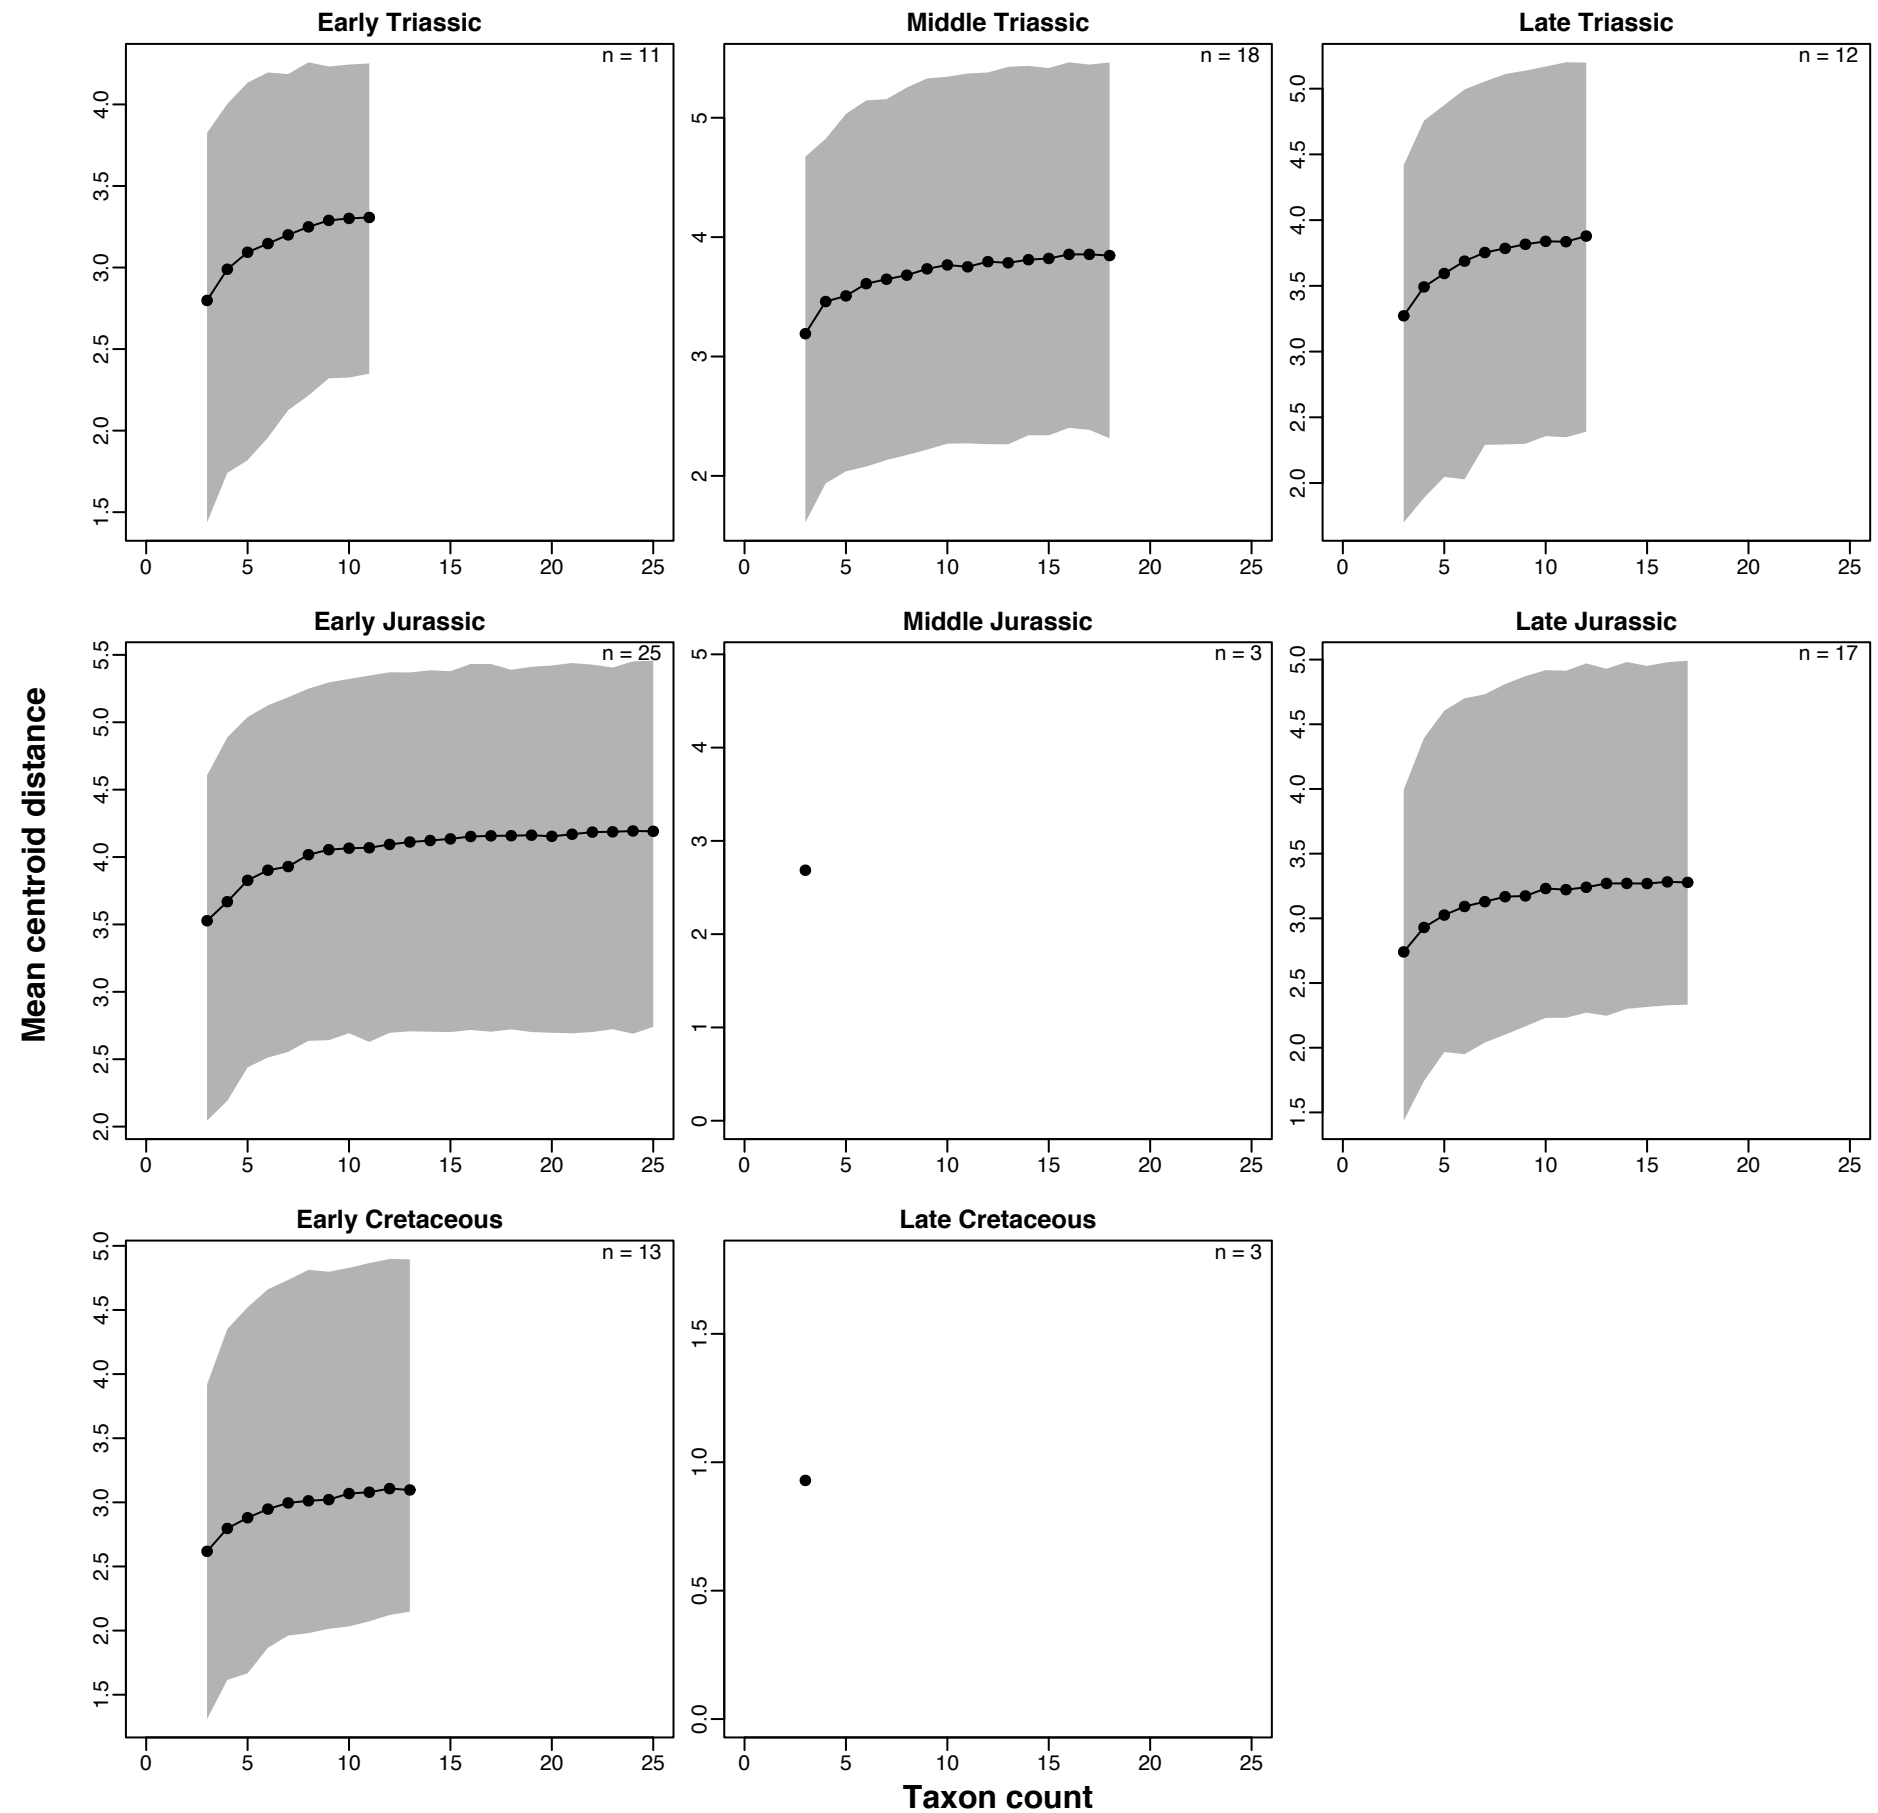 Early Triassic
n = 11
4.0
3.5
3.0
2.5
2.0
1.5
0 5 10 15 20 25
Middle Triassic
n = 18
5
4
3
2
0 5 10 15 20 25
Late Triassic
n = 12
5.0
4.5
4.0
3.5
3.0
2.5
2.0
0 5 10 15 20 25
Early Jurassic
n = 25
5.5
5.0
4.5
4.0
3.5
3.0
2.5
2.0
0 5 10 15 20 25
Middle Jurassic
n = 3
5
4
3
2
1
0
0 5 10 15 20 25
Late Jurassic
n = 17
5.0
4.5
4.0
3.5
3.0
2.5
2.0
1.5
0 5 10 15 20 25
Early Cretaceous
n = 13
5.0
4.5
4.0
3.5
3.0
2.5
2.0
1.5
0 5 10 15 20 25
Late Cretaceous
n = 3
1.5
1.0
0.5
0.0
0 5 10 15 20 25
Mean centroid distance
Taxon count